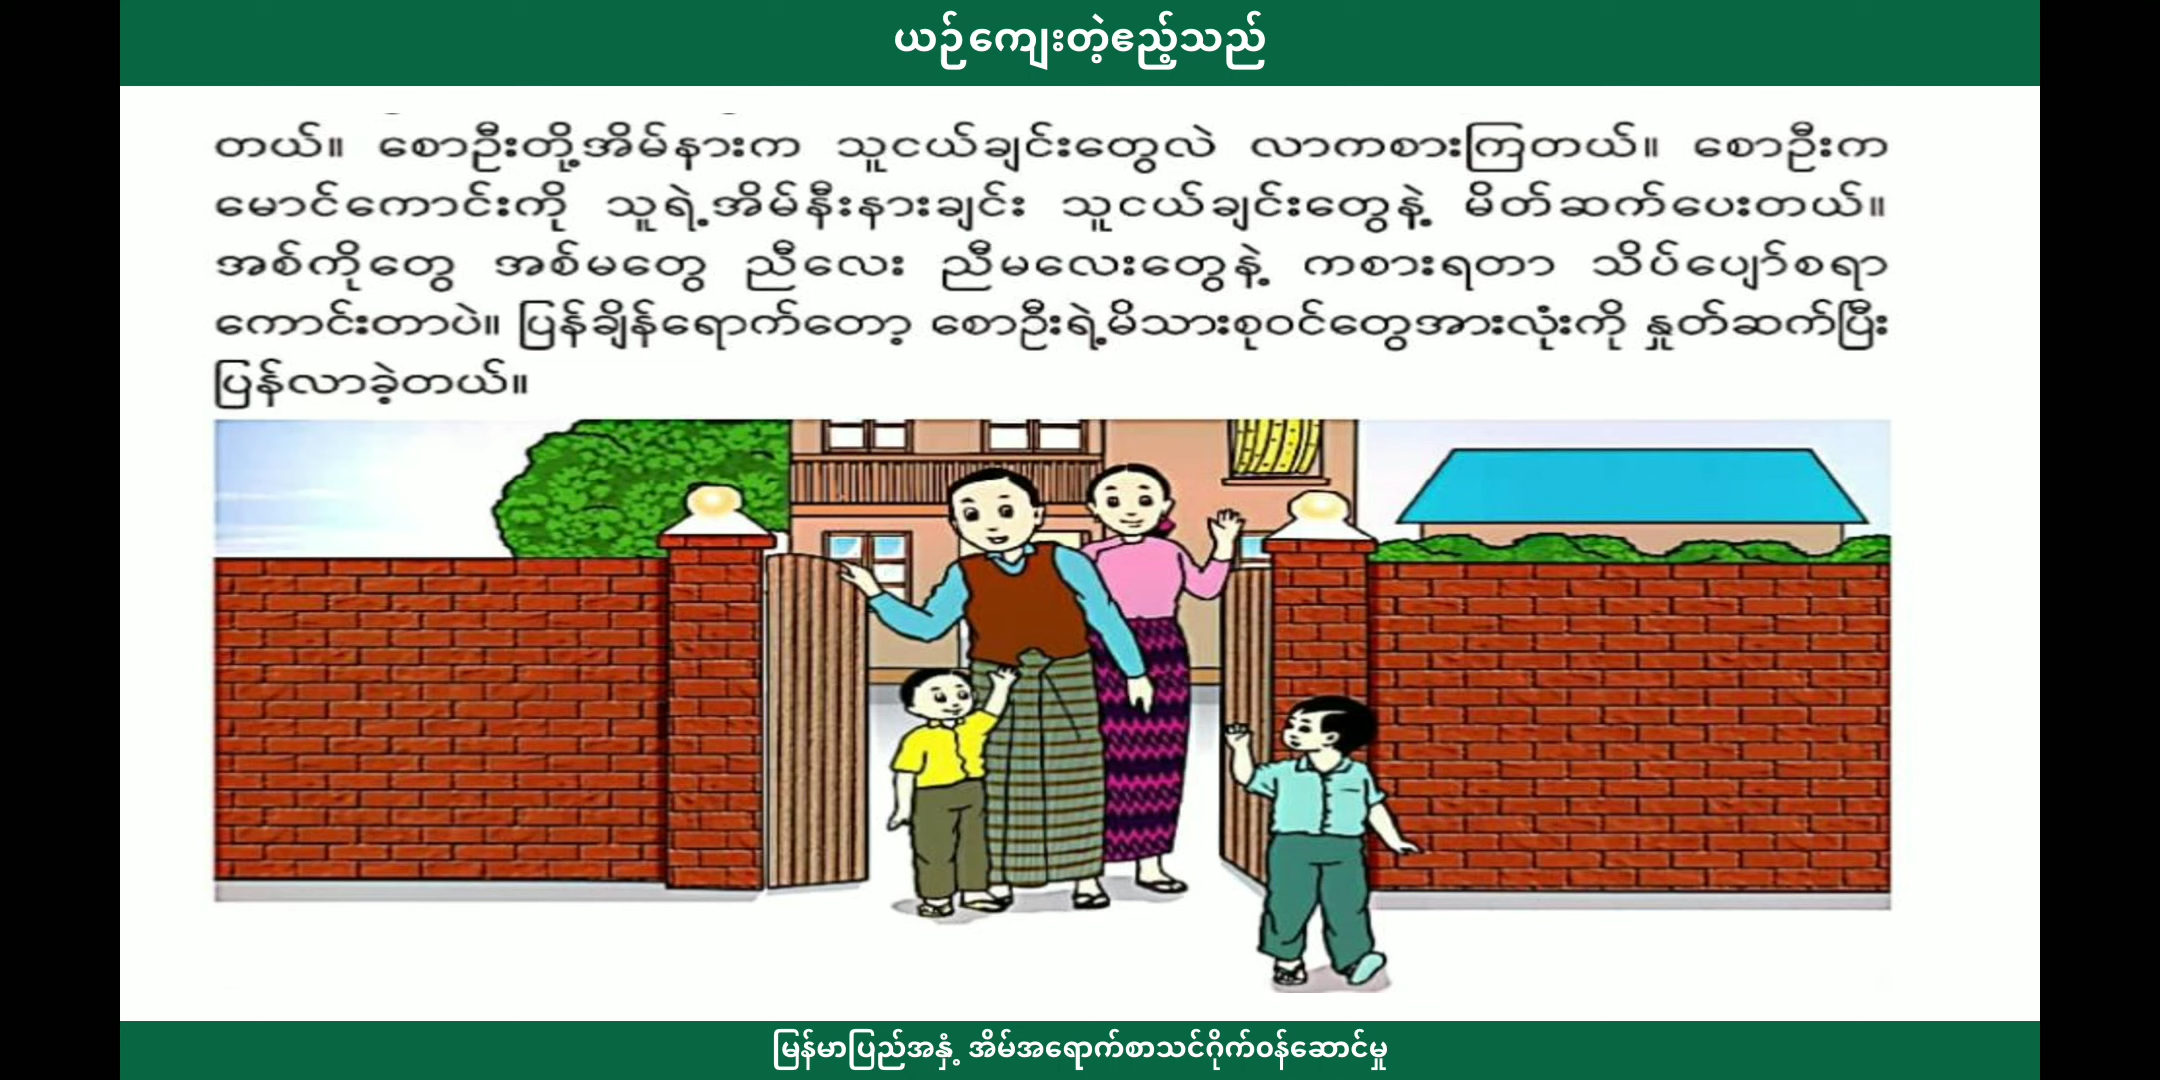 ယဉ်ကျေးတဲ့ဧည့်သည်
တယ်။ စောဦးတို့အိမ်နားက သူငယ်ချင်းတွေလဲ လာကစားကြတယ်။ စောဦးက
မောင်ကောင်းကို သူရဲ့အိမ်နီးနားချင်း သူငယ်ချင်းတွေနဲ့ မိတ်ဆက်ပေးတယ်။
အစ်ကိုတွေ အစ်မတွေ ညီလေး ညီမလေးတွေနဲ့ ကစားရတာ သိပ်ပျော်စရာ
ကောင်းတာပဲ။ ပြန်ချိန်ရောက်တော့ စောဦးရဲ့မိသားစုဝင်တွေအားလုံးကို နှုတ်ဆက်ပြီး
ပြန်လာခဲ့တယ်။
မြန်မာပြည်အနှံ့ အိမ်အရောက်စာသင်ဂိုက်ဝန်ဆောင်မှု